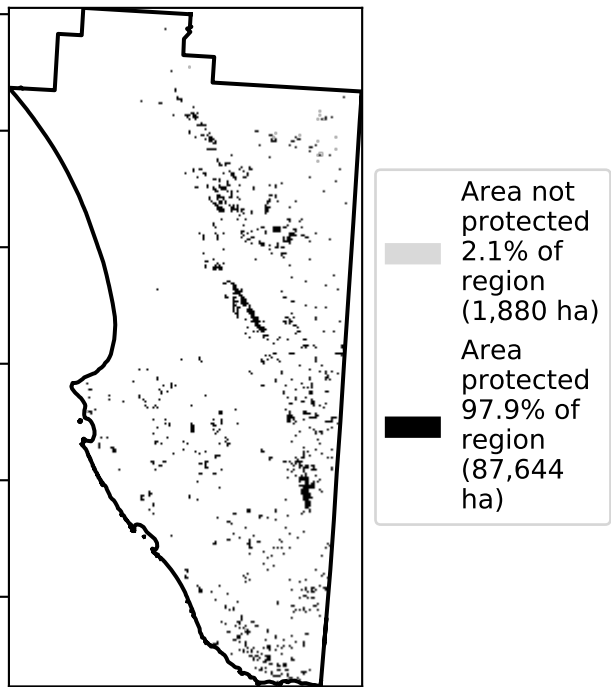 Area not
protected
2.1% of
region
(1,880 ha)
Area
protected
97.9% of
region
(87,644
ha)